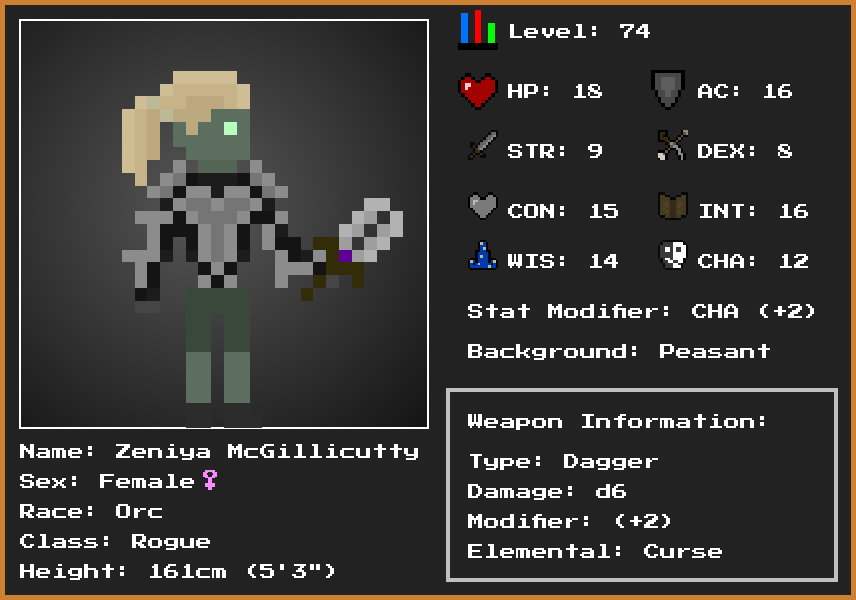 Level: 74
HP: 18
AC: 16
STR: 9
DEX: 8
CON: 15
INT: 16
WIS: 14
CHA: 12
Stat Modifier: CHA (+2)
Background: Peasant
Weapon Information:
Type: Dagger
Damage: d6
Modifier: (+2)
Elemental: Curse
Name: Zeniya McGillicutty
Sex: Female♀
Race: Orc
Class: Rogue
Height: 161cm (5'3")